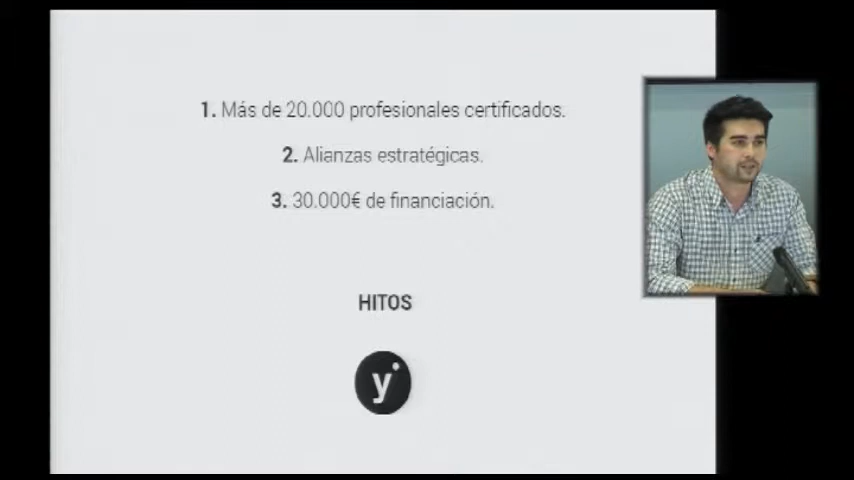 1. Más de 20.000 profesionales certificados.
2. Alianzas estratégicas.
3. 30.000€ de financiación.
HITOS
y